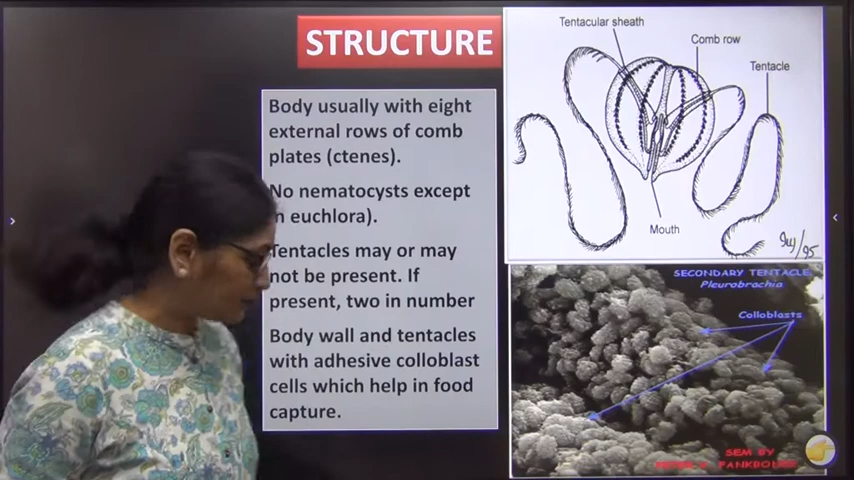 STRUCTURE
Body usually with eight
external rows of comb
plates (ctenes).
No nematocysts except
in euchlora).
Tentacles may or may
not be present. If
present, two in number
Body wall and tentacles
with adhesive colloblast
cells which help in food
capture.
Tentacular sheath
Comb row
Tentacle
Mouth
SECONDARY TENTACLE
Pleurobrachia
Colloblasts
SEM BY